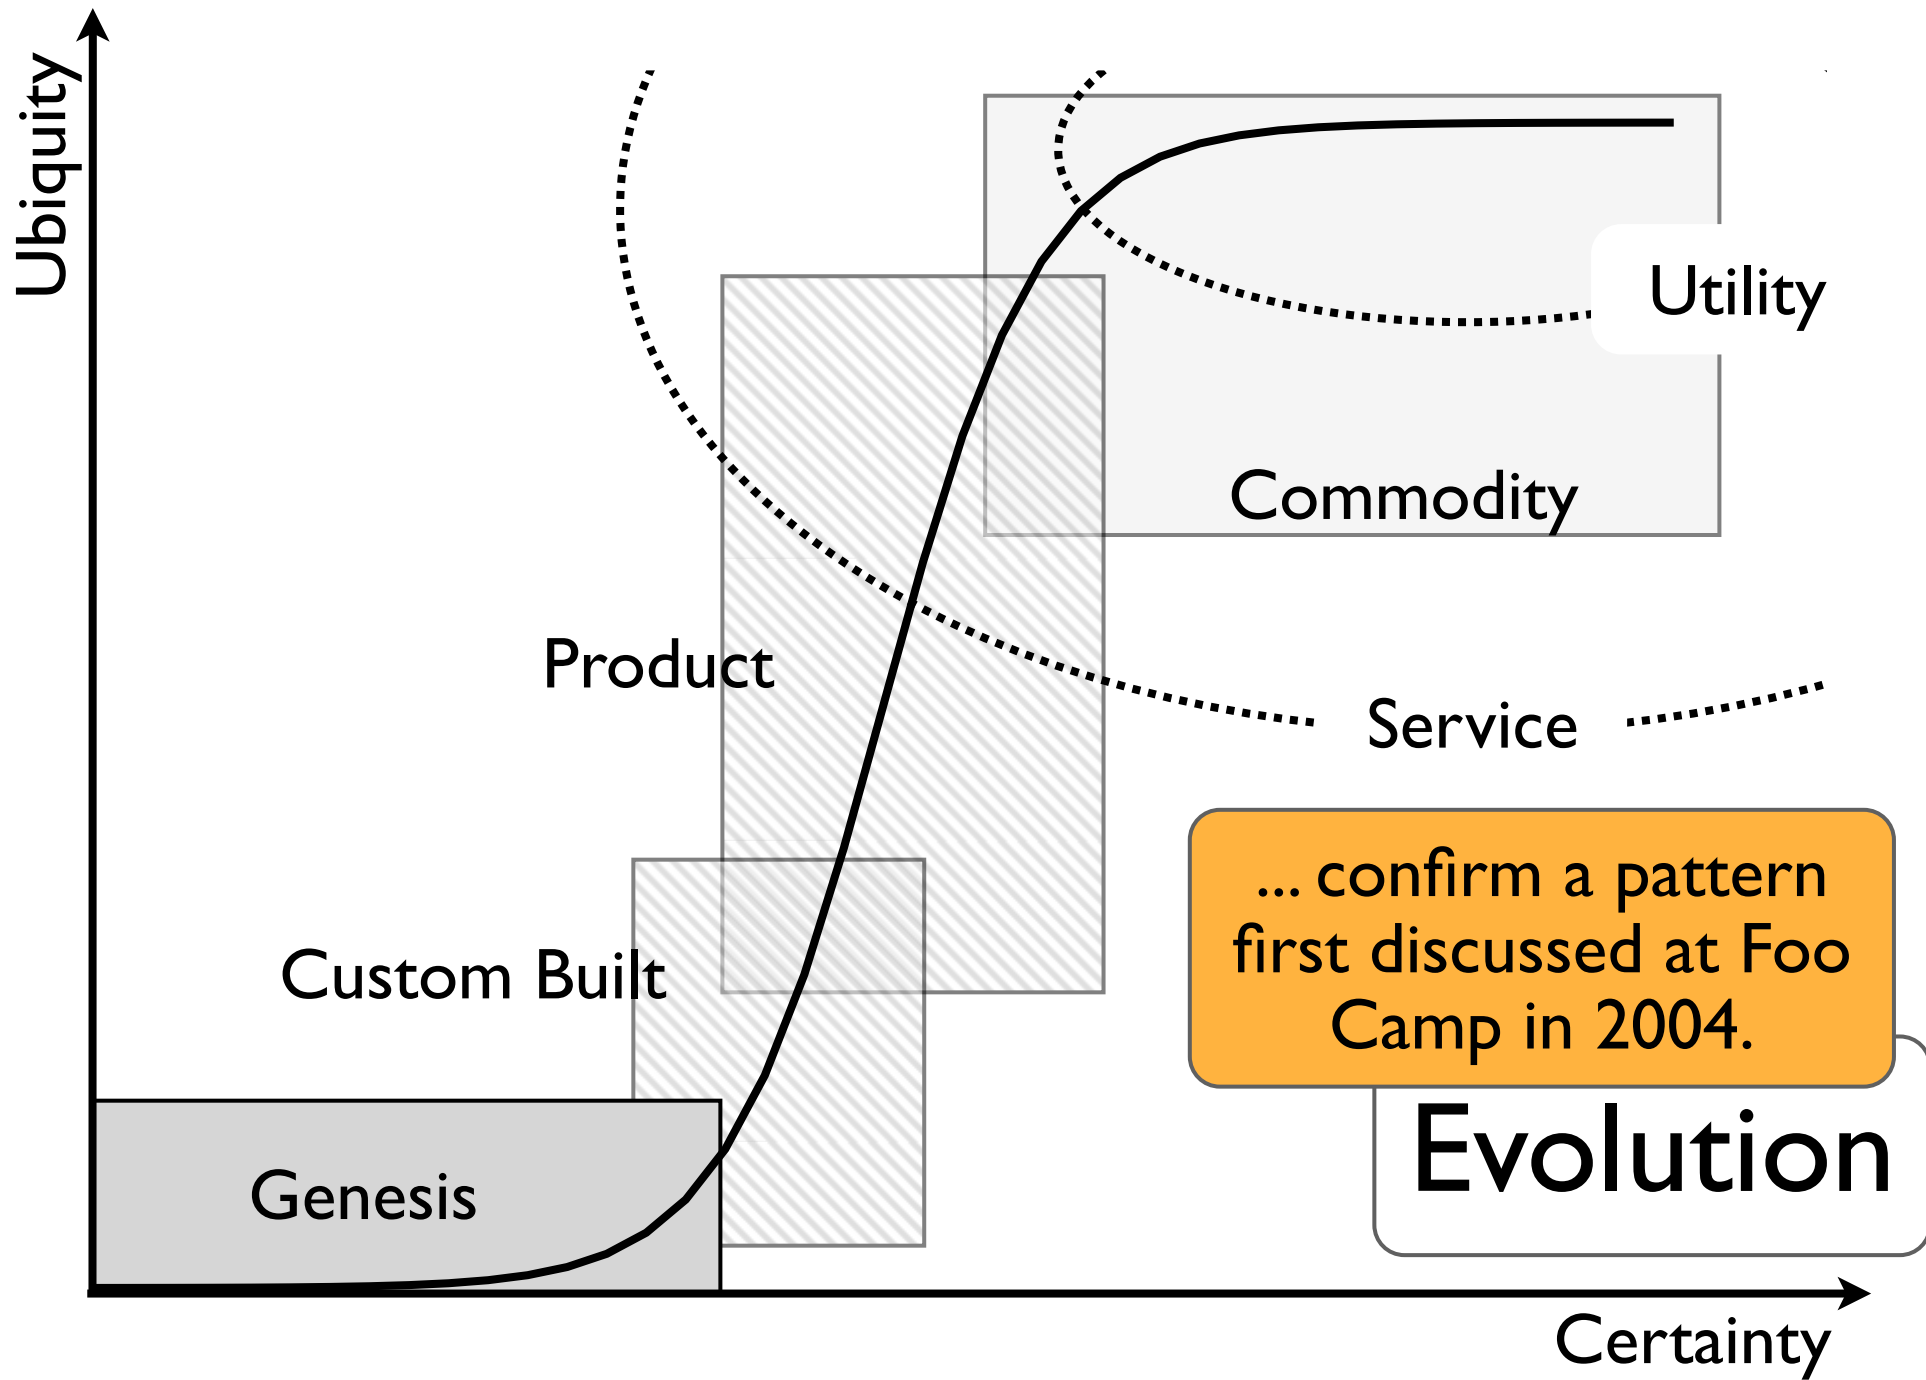 Ubiquity
Utility
Commodity
Product
Service
... confirm a pattern
first discussed at Foo
Camp in 2004.
Custom Built
Evolution
Genesis
Certainty